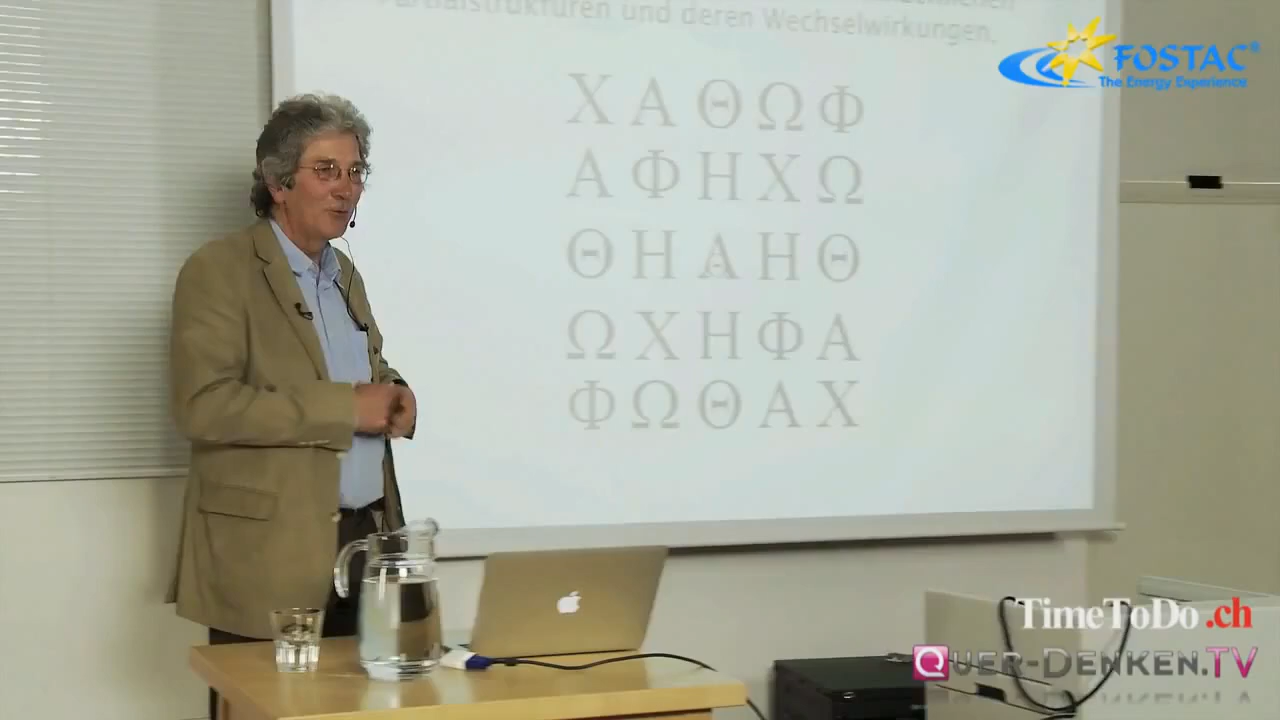 Partialstrukturen und deren Wechselwirkungen.
Χ Α Θ Ω Φ
Α Φ Η Χ Ω
Θ Η Α Η Θ
Ω Χ Η Φ Α
Φ Ω Θ Α Χ
FOSTAC®
The Energy Experience
TimeToDo.ch
QUER-DENKEN.TV